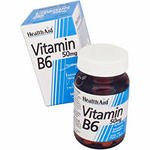 HealthAid
Vitamin
B6 50mg
HealthAid
Vitamin
50mg
B6